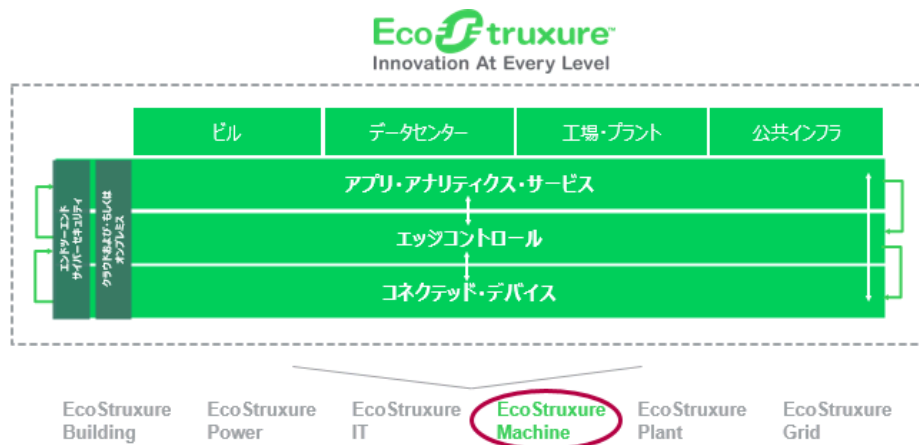 EcoStruxure™
Innovation At Every Level
ビル
データセンター
工場・プラント
公共インフラ
エンドツーエンド
サイバーセキュリティ
クラウドおよび・もしくは
オンプレミス
アプリ・アナリティクス・サービス
エッジコントロール
コネクテッド・デバイス
EcoStruxure
Building
EcoStruxure
Power
EcoStruxure
IT
EcoStruxure
Machine
EcoStruxure
Plant
EcoStruxure
Grid